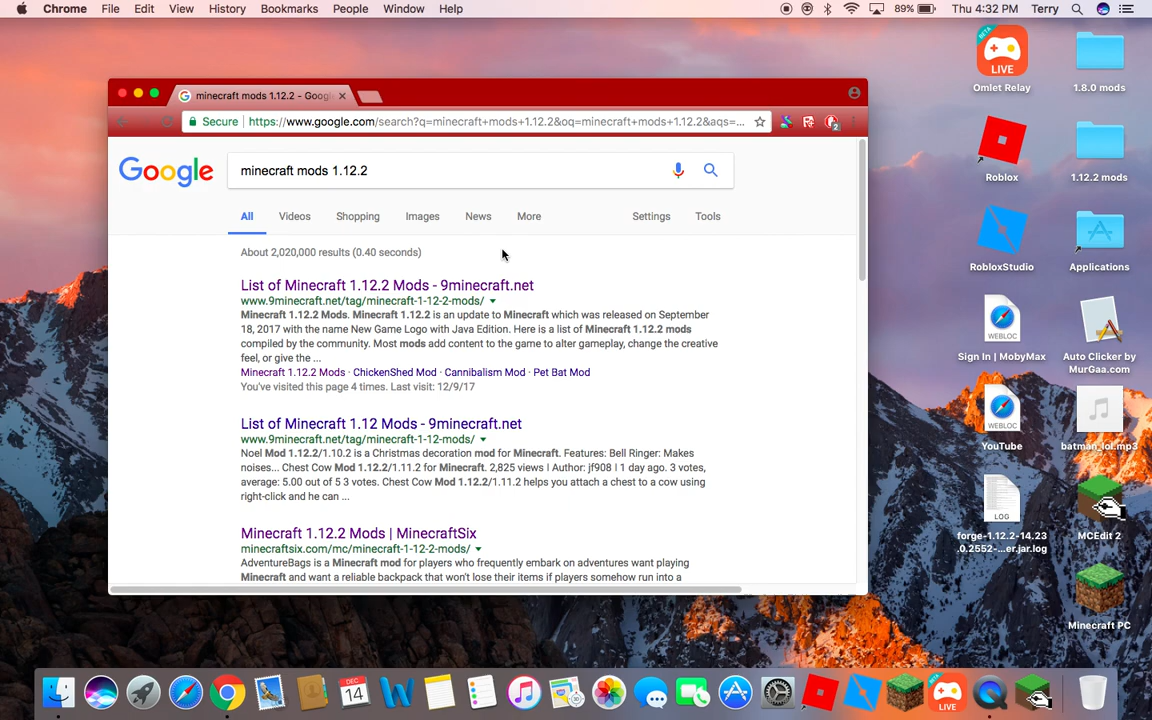 Chrome File Edit View History Bookmarks People Window Help 89% Thu 4:32 PM Terry
minecraft mods 1.12.2 - Googl
Secure https://www.google.com/search?q=minecraft+mods+1.12.2&oq=minecraft+mods+1.12.2&aqs=... 2
Google minecraft mods 1.12.2
All Videos Shopping Images News More Settings Tools
About 2,020,000 results (0.40 seconds)
List of Minecraft 1.12.2 Mods - 9minecraft.net
www.9minecraft.net/tag/minecraft-1-12-2-mods/
Minecraft 1.12.2 Mods. Minecraft 1.12.2 is an update to Minecraft which was released on September
18, 2017 with the name New Game Logo with Java Edition. Here is a list of Minecraft 1.12.2 mods
compiled by the community. Most mods add content to the game to alter gameplay, change the creative
feel, or give the ...
Minecraft 1.12.2 Mods · ChickenShed Mod · Cannibalism Mod · Pet Bat Mod
You've visited this page 4 times. Last visit: 12/9/17
List of Minecraft 1.12 Mods - 9minecraft.net
www.9minecraft.net/tag/minecraft-1-12-mods/
Noel Mod 1.12.2/1.10.2 is a Christmas decoration mod for Minecraft. Features: Bell Ringer: Makes
noises... Chest Cow Mod 1.12.2/1.11.2 for Minecraft. 2,825 views | Author: jf908 | 1 day ago. 3 votes,
average: 5.00 out of 5 3 votes. Chest Cow Mod 1.12.2/1.11.2 helps you attach a chest to a cow using
right-click and he can ...
Minecraft 1.12.2 Mods | MinecraftSix
minecraftsix.com/mc/minecraft-1-12-2-mods/
AdventureBags is a Minecraft mod for players who frequently embark on adventures want playing
Minecraft and want a reliable backpack that won't lose their items if players somehow run into a
BETA
LIVE
Omlet Relay
1.8.0 mods
Roblox
1.12.2 mods
RobloxStudio
Applications
WEBLOC
Sign In | MobyMax
Auto Clicker by
MurGaa.com
WEBLOC
YouTube
batman_lol.mp3
LOG
forge-1.12.2-14.23
.0.2552-...er.jar.log
MCEdit 2
Minecraft PC
DEC
14
LIVE